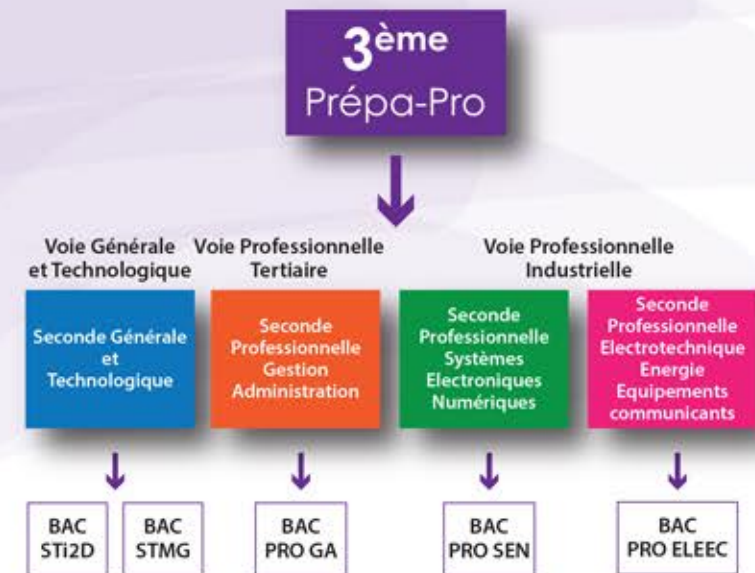 3ème
Prépa-Pro
Voie Générale
et Technologique
Voie Professionnelle
Tertiaire
Voie Professionnelle
Industrielle
Seconde Générale
et
Technologique
Seconde
Professionnelle
Gestion
Administration
Seconde
Professionnelle
Systèmes
Electroniques
Numériques
Seconde
Professionnelle
Electrotechnique
Energie
Equipements
communicants
BAC
STi2D
BAC
STMG
BAC
PRO GA
BAC
PRO SEN
BAC
PRO ELEEC